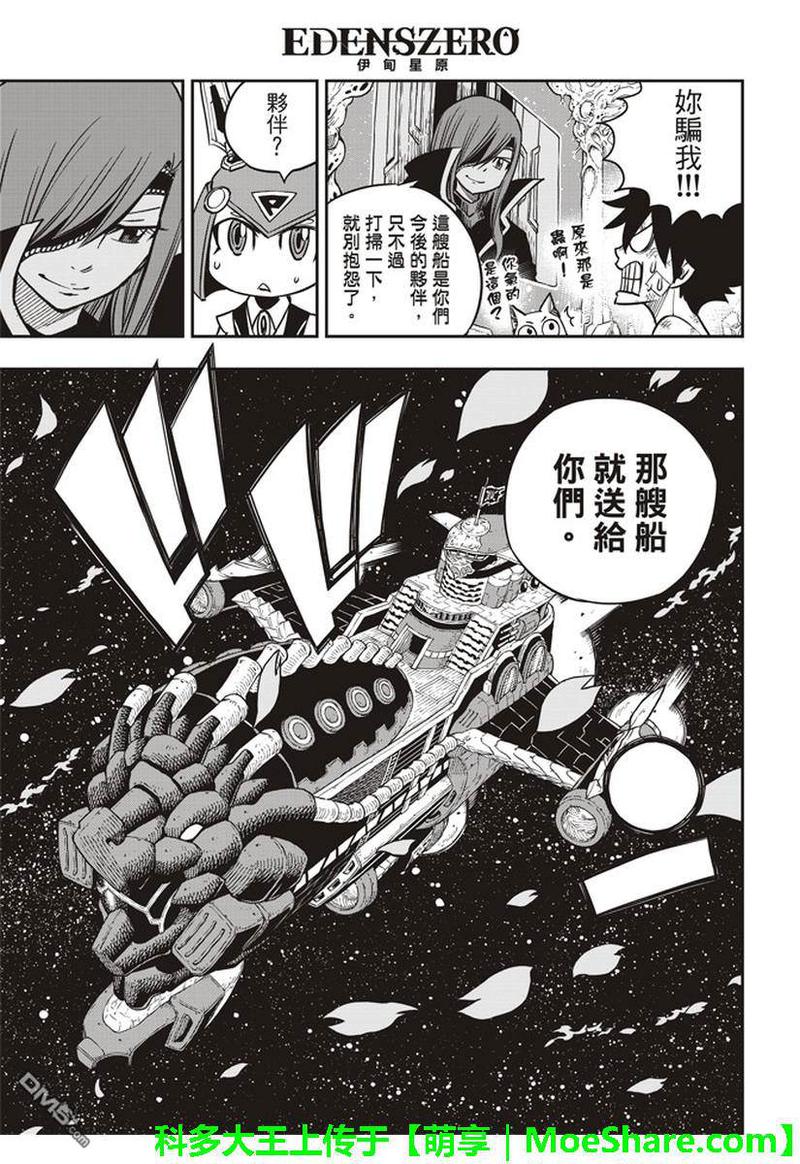 EDENSZERO
伊甸星原
妳騙我!!!
原來那是
蟲啊!
你氣的
是這個?
這艘船是你們
今後的夥伴，
只不過
打掃一下，
就別抱怨了。
夥伴?
那艘船
就送給
你們。
DM5.com
科多大王上传于【萌享｜MoeShare.com】